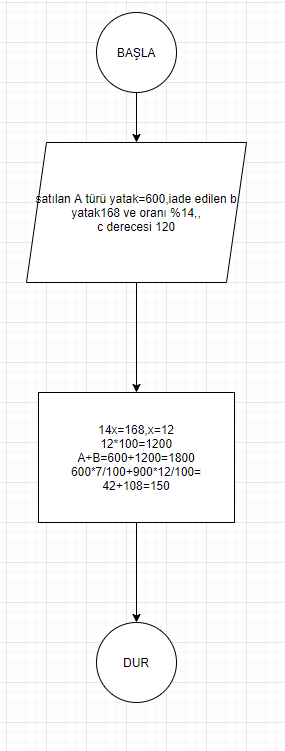 BAŞLA
satılan A türü yatak=600,iade edilen b
yatak168 ve oranı %14,,
c derecesi 120
14x=168,x=12
12*100=1200
A+B=600+1200=1800
600*7/100+900*12/100=
42+108=150
DUR